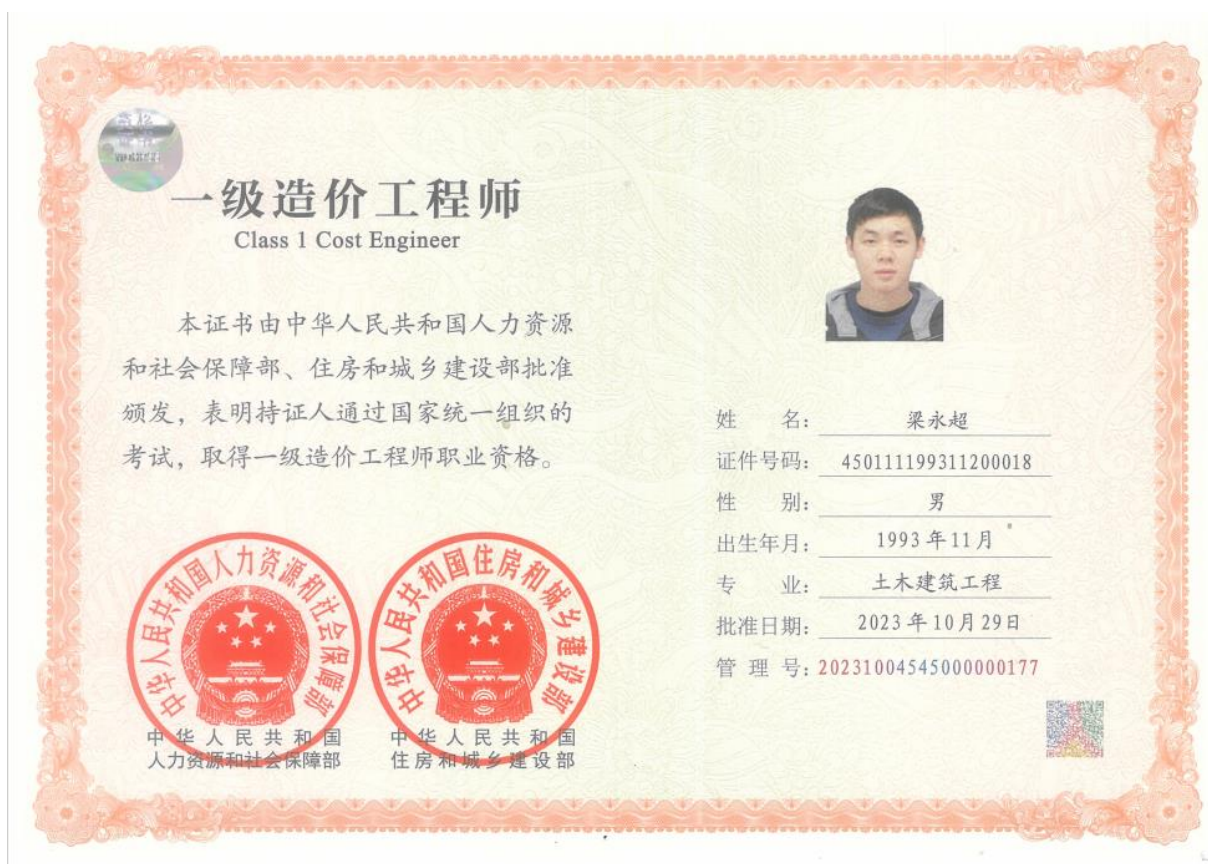 一级造价工程师
Class 1 Cost Engineer
本证书由中华人民共和国人力资源
和社会保障部、住房和城乡建设部批准
颁发，表明持证人通过国家统一组织的
考试，取得一级造价工程师职业资格。
中华人民共和国人力资源和社会保障部
中华人民共和国住房和城乡建设部
中华人民共和国
人力资源和社会保障部
中华人民共和国
住房和城乡建设部
姓 名： 梁永超
证件号码： 450111199311200018
性 别： 男
出生年月： 1993年11月
专 业： 土木建筑工程
批准日期： 2023年10月29日
管 理 号： 20231004545000000177